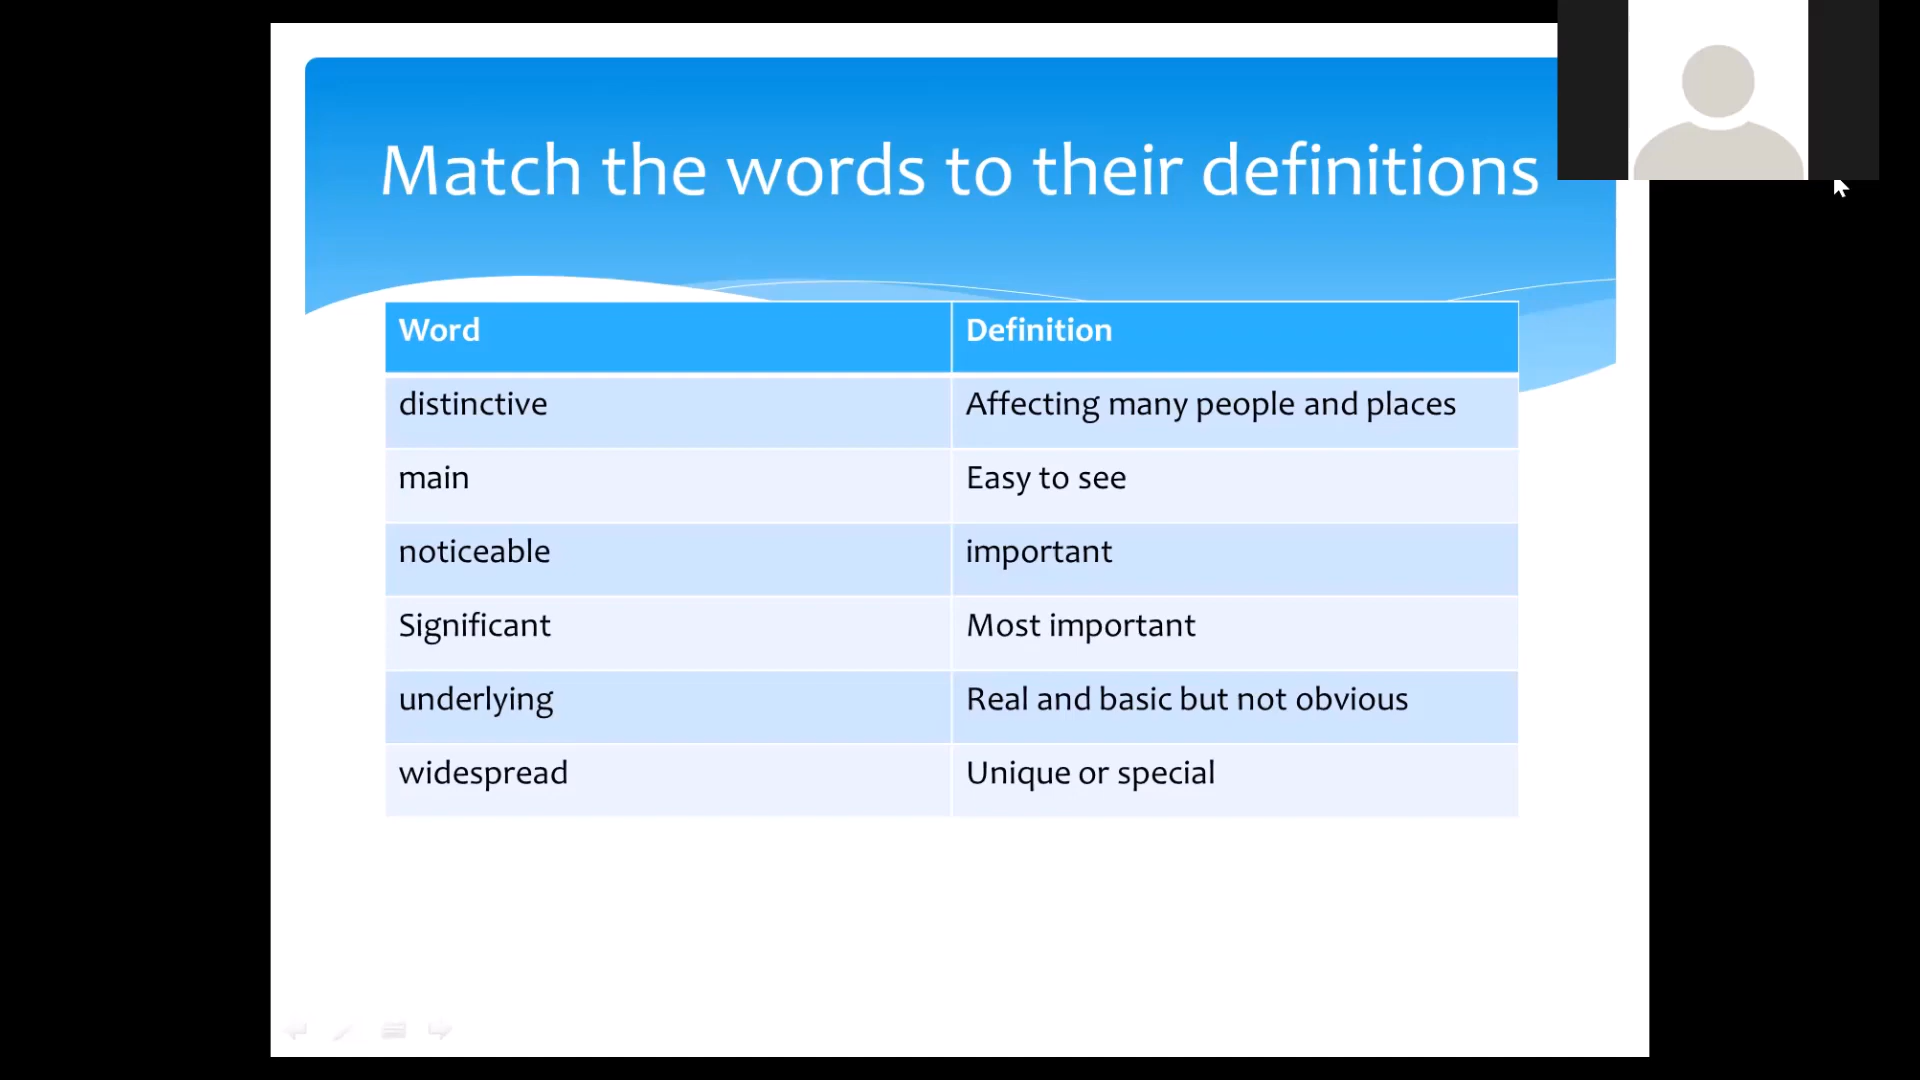 Match the words to their definitions
Word Definition
distinctive Affecting many people and places
main Easy to see
noticeable important
Significant Most important
underlying Real and basic but not obvious
widespread Unique or special